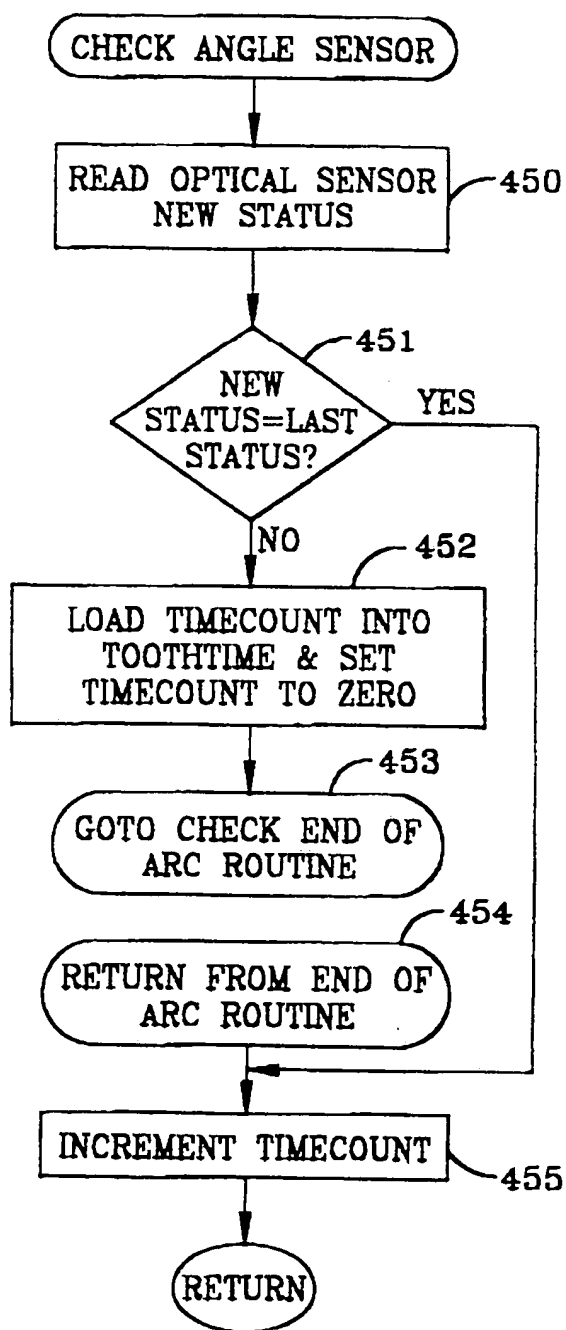 CHECK ANGLE SENSOR
READ OPTICAL SENSOR
NEW STATUS
450
451
NEW
STATUS=LAST
STATUS?
YES
NO
452
LOAD TIMECOUNT INTO
TOOTHTIME & SET
TIMECOUNT TO ZERO
453
GOTO CHECK END OF
ARC ROUTINE
454
RETURN FROM END OF
ARC ROUTINE
INCREMENT TIMECOUNT
455
RETURN